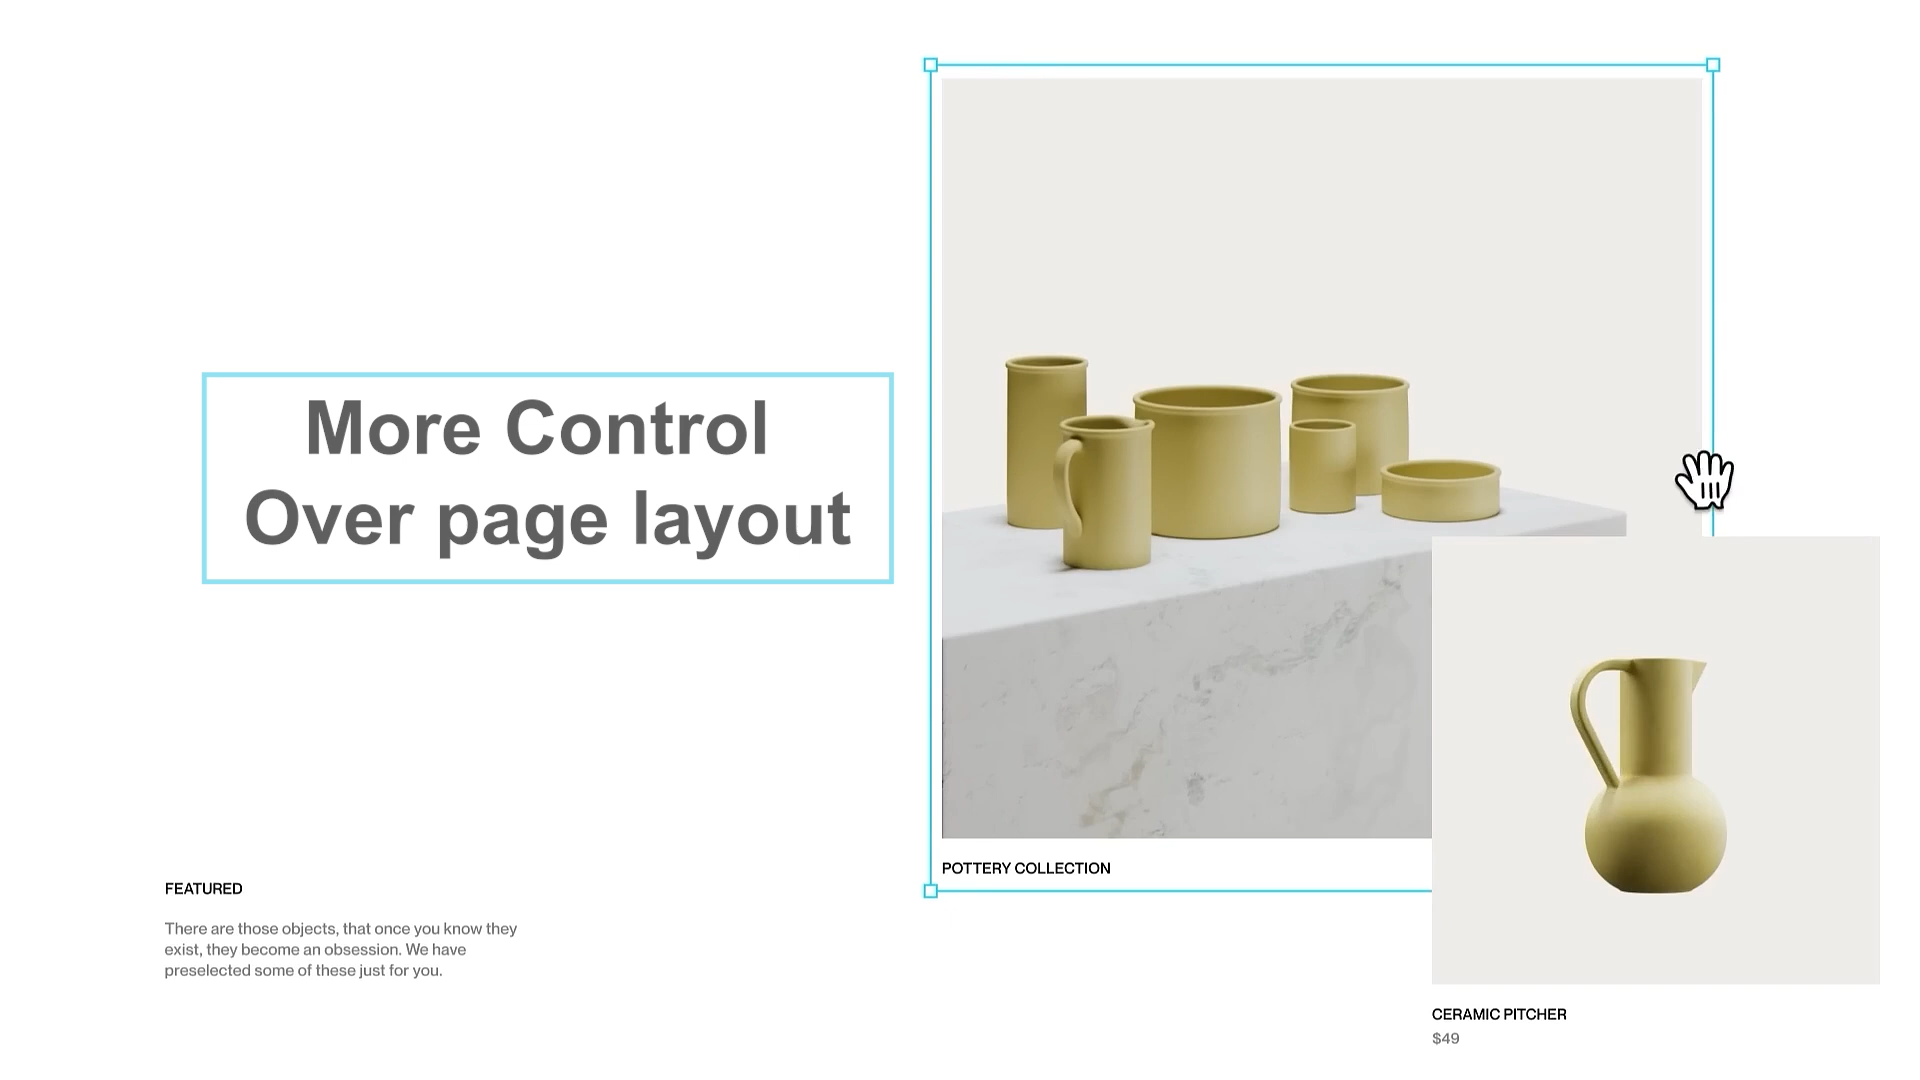 More Control
Over page layout
POTTERY COLLECTION
FEATURED
There are those objects, that once you know they
exist, they become an obsession. We have
preselected some of these just for you.
CERAMIC PITCHER
$49